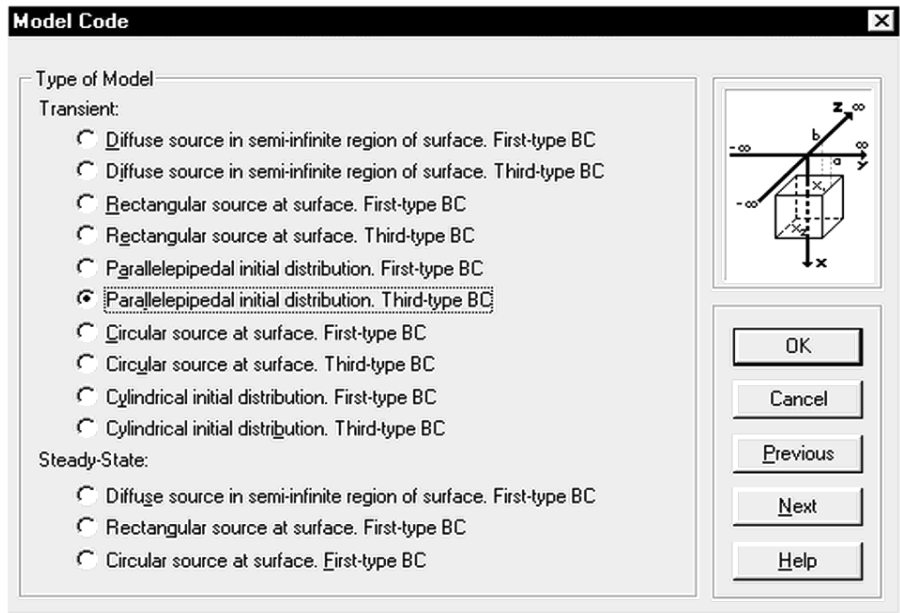 Model Code
Type of Model
Transient:
Diffuse source in semi-infinite region of surface. First-type BC
Diffuse source in semi-infinite region of surface. Third-type BC
Rectangular source at surface. First-type BC
Rectangular source at surface. Third-type BC
Parallelepipedal initial distribution. First-type BC
Parallelepipedal initial distribution. Third-type BC
Circular source at surface. First-type BC
Circular source at surface. Third-type BC
Cylindrical initial distribution. First-type BC
Cylindrical initial distribution. Third-type BC
Steady-State:
Diffuse source in semi-infinite region of surface. First-type BC
Rectangular source at surface. First-type BC
Circular source at surface. First-type BC
z ∞
b
-∞ ∞
a y
x₁
-∞
x₂
x
OK
Cancel
Previous
Next
Help